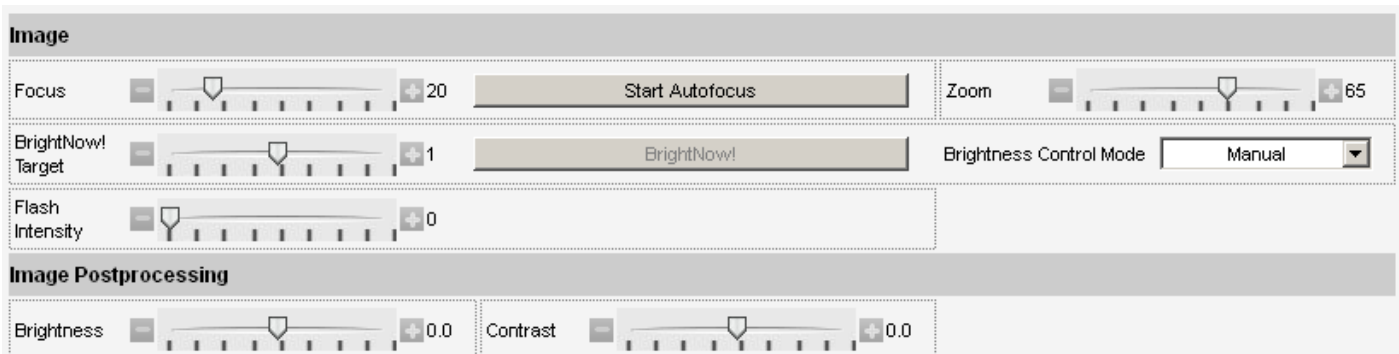 Image
Focus 20 Start Autofocus Zoom 65
BrightNow!
Target 1 BrightNow! Brightness Control Mode Manual
Flash
Intensity 0
Image Postprocessing
Brightness 0.0 Contrast 0.0